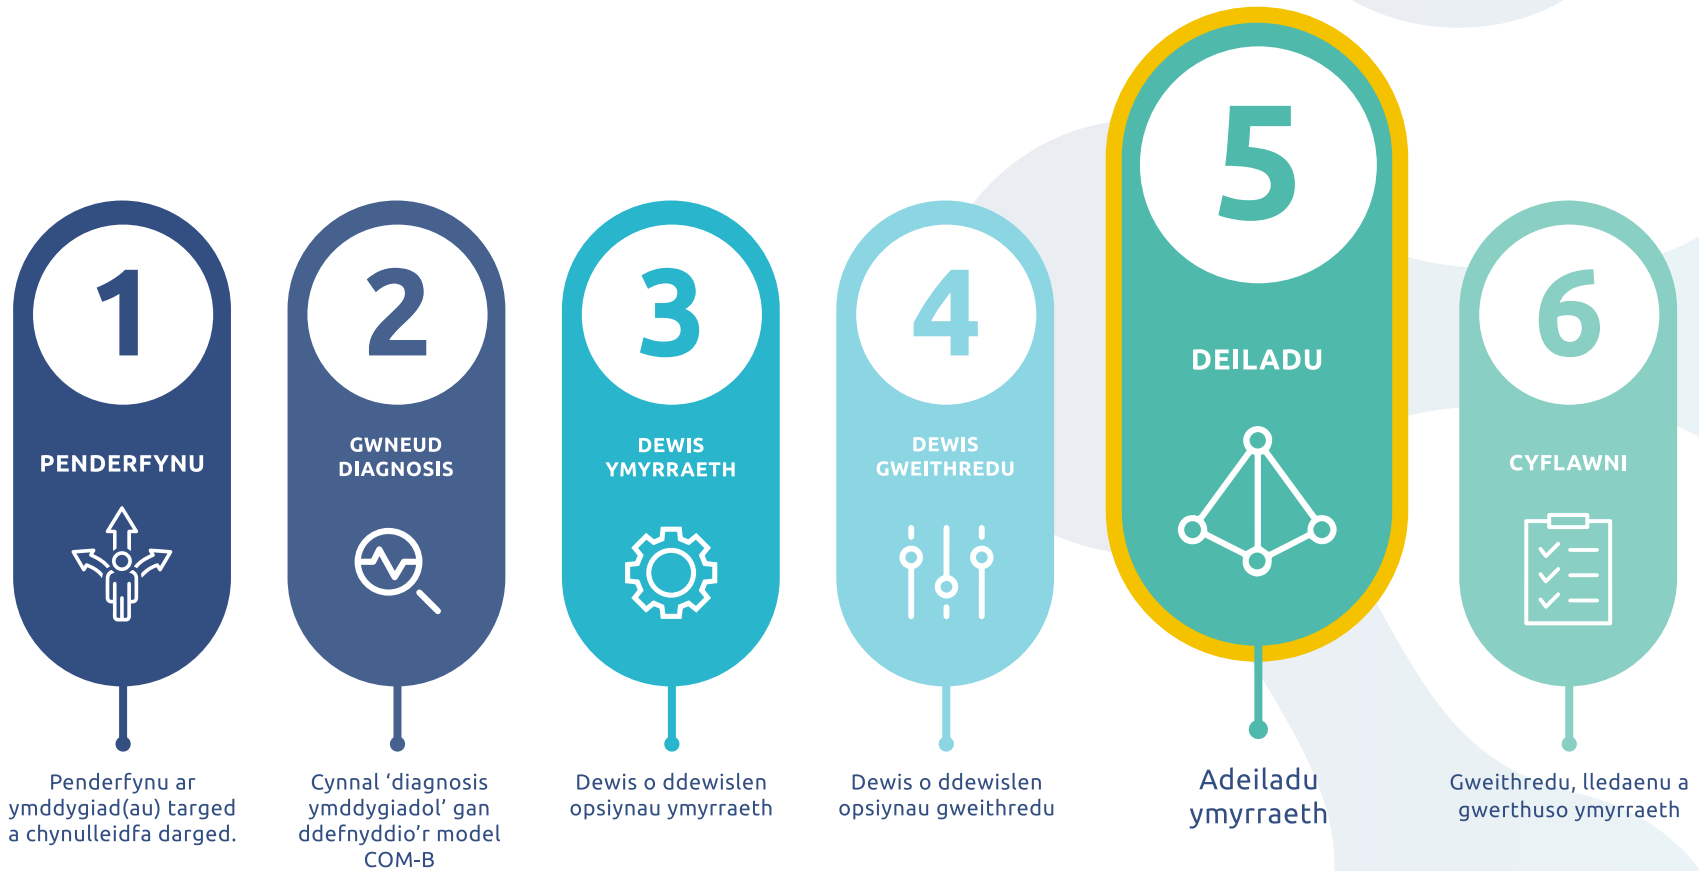 1
PENDERFYNU
Penderfynu ar
ymddygiad(au) targed
a chynulleidfa darged.
2
GWNEUD
DIAGNOSIS
Cynnal ‘diagnosis
ymddygiadol’ gan
ddefnyddio’r model
COM-B
3
DEWIS
YMYRRAETH
Dewis o ddewislen
opsiynau ymyrraeth
4
DEWIS
GWEITHREDU
Dewis o ddewislen
opsiynau gweithredu
5
DEILADU
Adeiladu
ymyrraeth
6
CYFLAWNI
Gweithredu, lledaenu a
gwerthuso ymyrraeth